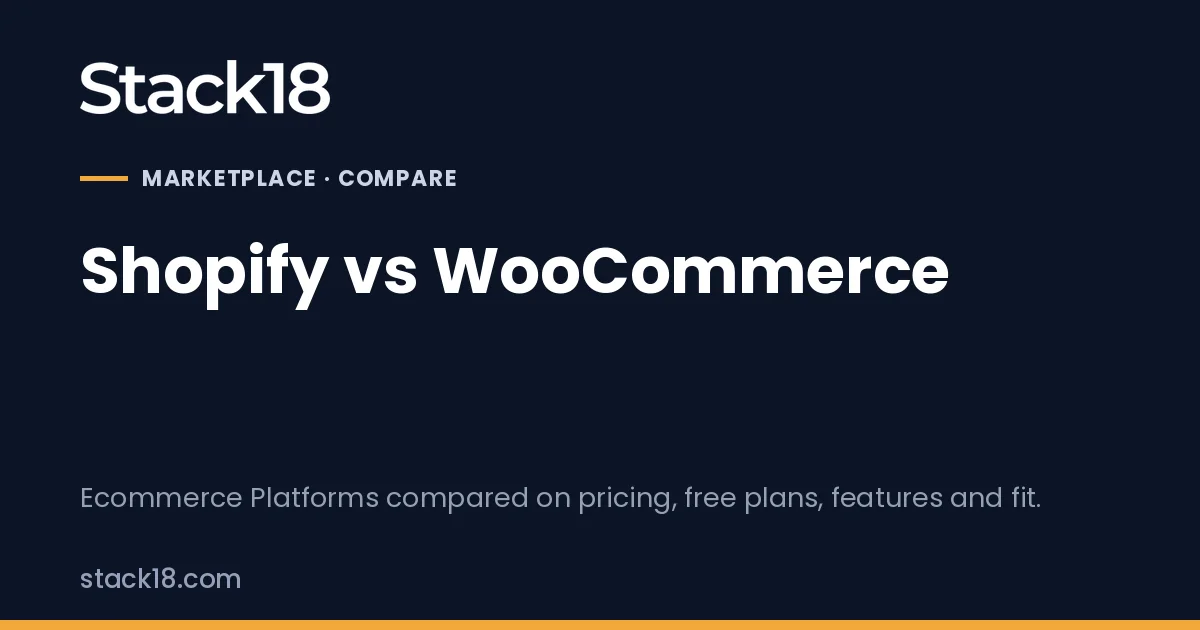 Stack18
MARKETPLACE · COMPARE
Shopify vs WooCommerce
Ecommerce Platforms compared on pricing, free plans, features and fit.
stack18.com